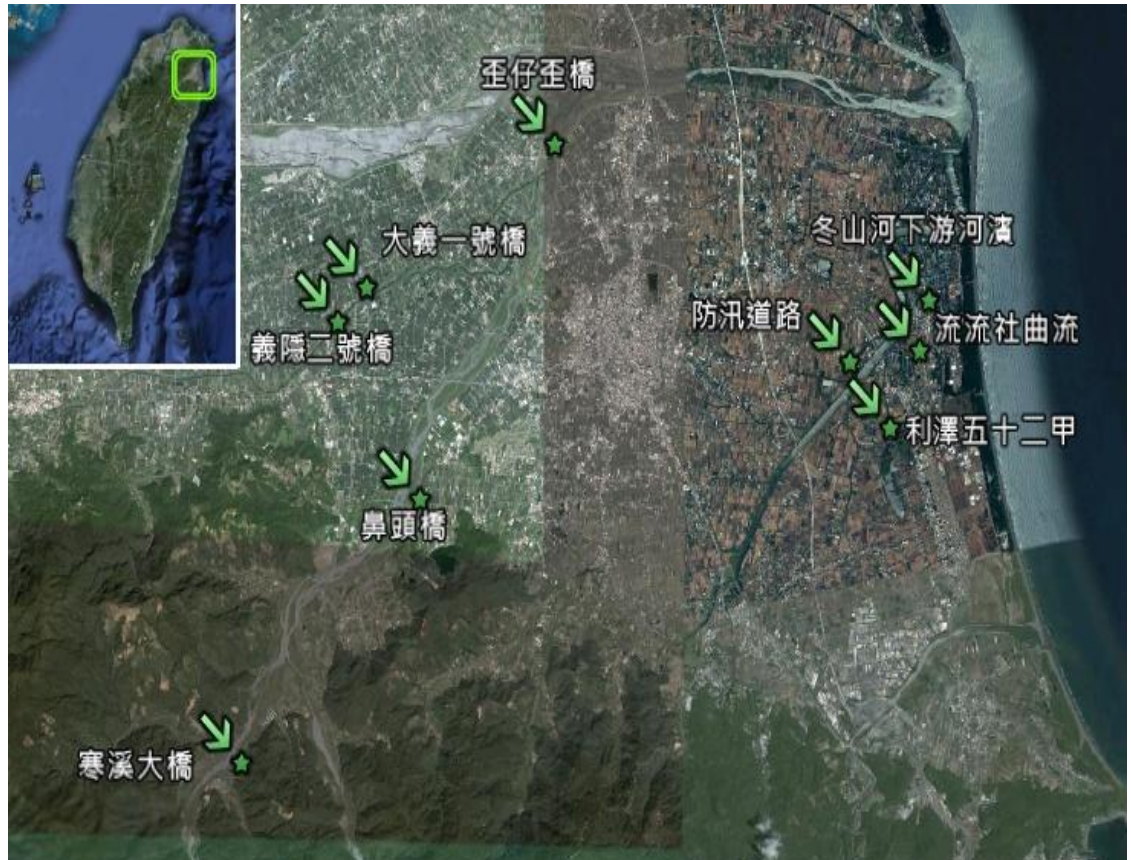 歪仔歪橋
大義一號橋
冬山河下游河濱
防汛道路
流流社曲流
義隱二號橋
利澤五十二甲
鼻頭橋
寒溪大橋